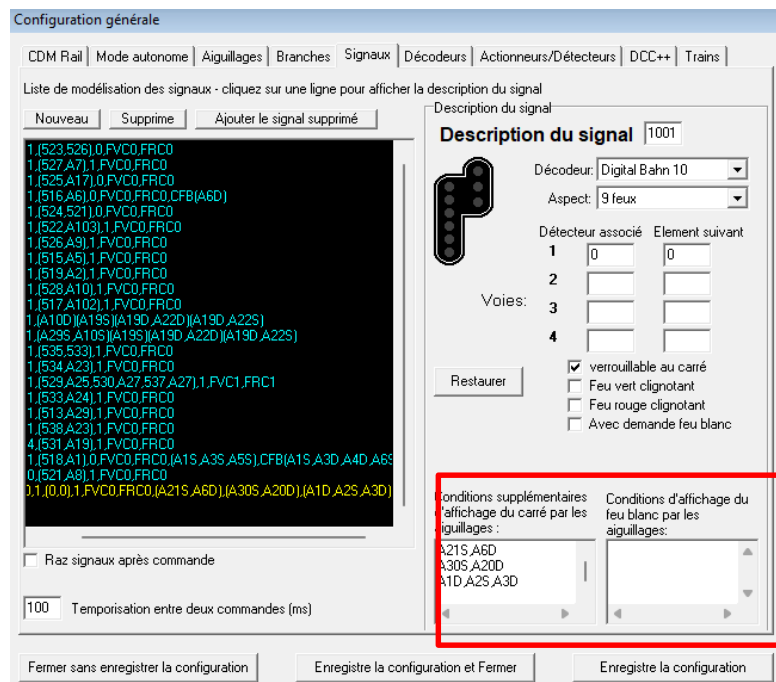 Configuration générale
CDM Rail Mode autonome Aiguillages Branches Signaux Décodeurs Actionneurs/Détecteurs DCC++ Trains
Liste de modélisation des signaux - cliquez sur une ligne pour afficher la description du signal
Nouveau Supprime Ajouter le signal supprimé
1,(523,526),0,FVC0,FRC0
1,(527,A7),1,FVC0,FRC0
1,(525,A17),0,FVC0,FRC0
1,(516,A6),0,FVC0,FRC0,CFB(A6D)
1,(524,521),0,FVC0,FRC0
1,(522,A103),1,FVC0,FRC0
1,(526,A9),1,FVC0,FRC0
1,(515,A5),1,FVC0,FRC0
1,(519,A2),1,FVC0,FRC0
1,(528,A10),1,FVC0,FRC0
1,(517,A102),1,FVC0,FRC0
1,(A10D)(A19S)(A19D,A22D)(A19D,A22S)
1,(A29S,A10S)(A19S)(A19D,A22D)(A19D,A22S)
1,(535,533),1,FVC0,FRC0
1,(534,A23),1,FVC0,FRC0
1,(529,A25,530,A27,537,A27),1,FVC1,FRC1
1,(533,A24),1,FVC0,FRC0
1,(513,A29),1,FVC0,FRC0
1,(538,A23),1,FVC0,FRC0
4,(531,A19),1,FVC0,FRC0
1,(518,A1),0,FVC0,FRC0,(A1S,A3S,A5S),CFB(A1S,A3D,A4D,A6S
0,(521,A8),1,FVC0,FRC0
),1,(0,0),1,FVC0,FRC0,(A21S,A6D),(A30S,A20D),(A1D,A2S,A3D)
Raz signaux après commande
100 Temporisation entre deux commandes (ms)
Description du signal
Description du signal 1001
Décodeur: Digital Bahn 10
Aspect: 9 feux
Détecteur associé Element suivant
1 0 0
2
Voies:
3
4
Restaurer
verrouillable au carré
Feu vert clignotant
Feu rouge clignotant
Avec demande feu blanc
Conditions supplémentaires
d'affichage du carré par les
aiguillages :
A21S,A6D
A30S,A20D
A1D,A2S,A3D
Conditions d'affichage du
feu blanc par les
aiguillages:
Fermer sans enregistrer la configuration Enregistre la configuration et Fermer Enregistre la configuration